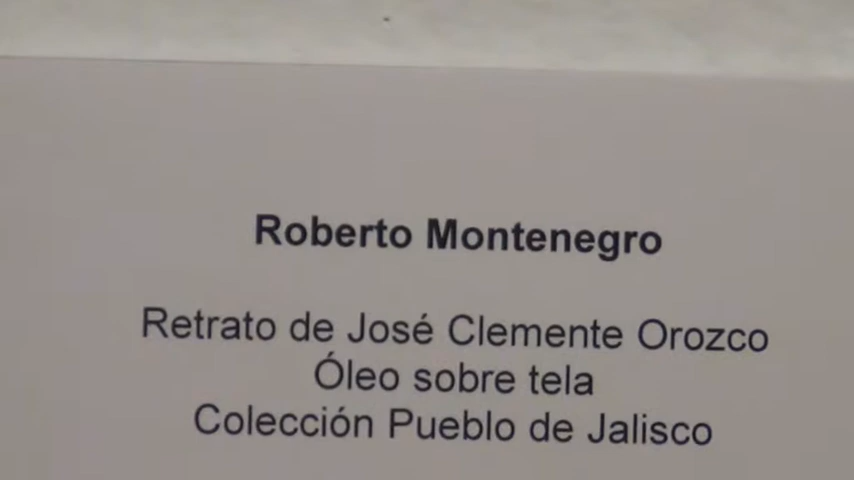 Roberto Montenegro
Retrato de José Clemente Orozco
Óleo sobre tela
Colección Pueblo de Jalisco